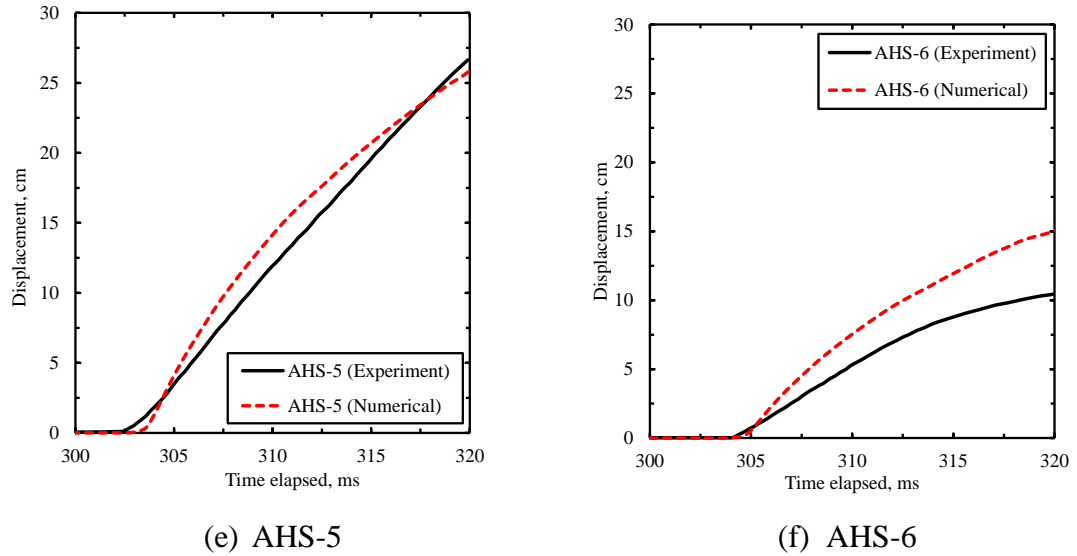 30
25
20
15
10
5
0
Displacement, cm
AHS-5 (Experiment)
AHS-5 (Numerical)
300 305 310 315 320
Time elapsed, ms
(e) AHS-5
30
25
20
15
10
5
0
Displacement, cm
AHS-6 (Experiment)
AHS-6 (Numerical)
300 305 310 315 320
Time elapsed, ms
(f) AHS-6